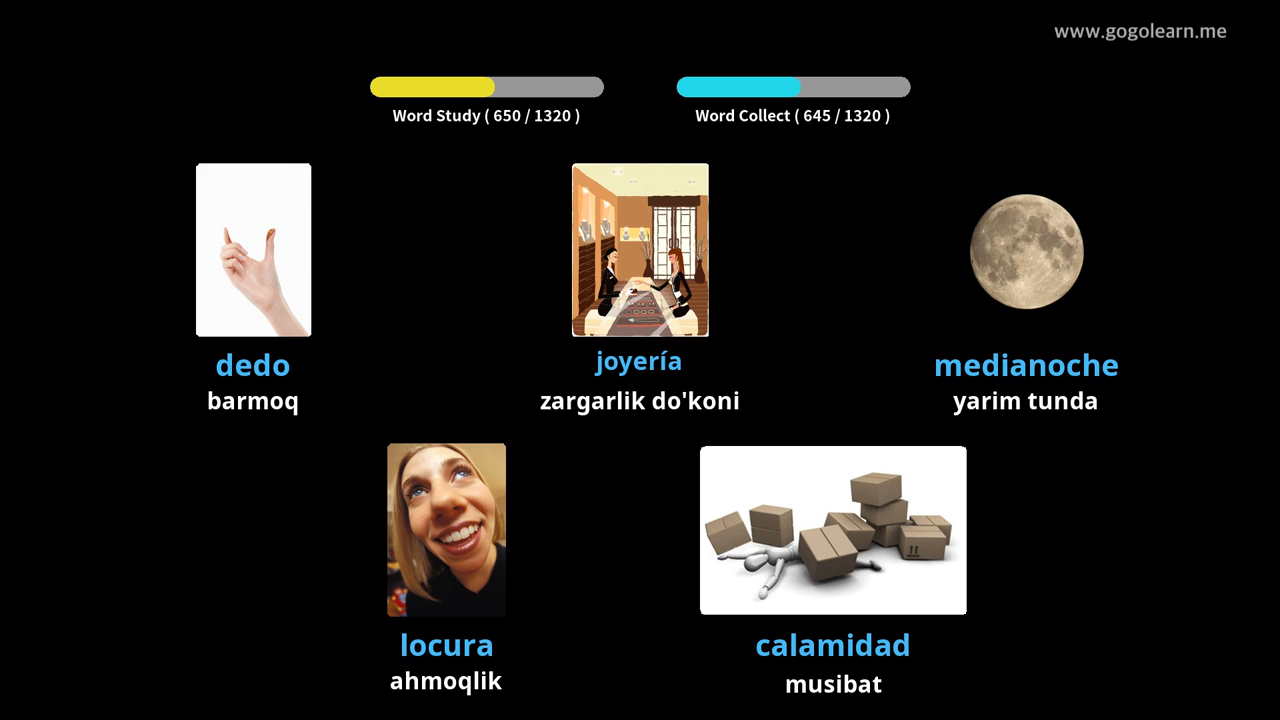 www.gogolearn.me
Word Study ( 650 / 1320 )
Word Collect ( 645 / 1320 )
dedo
barmoq
joyería
zargarlik do'koni
medianoche
yarim tunda
locura
ahmoqlik
calamidad
musibat